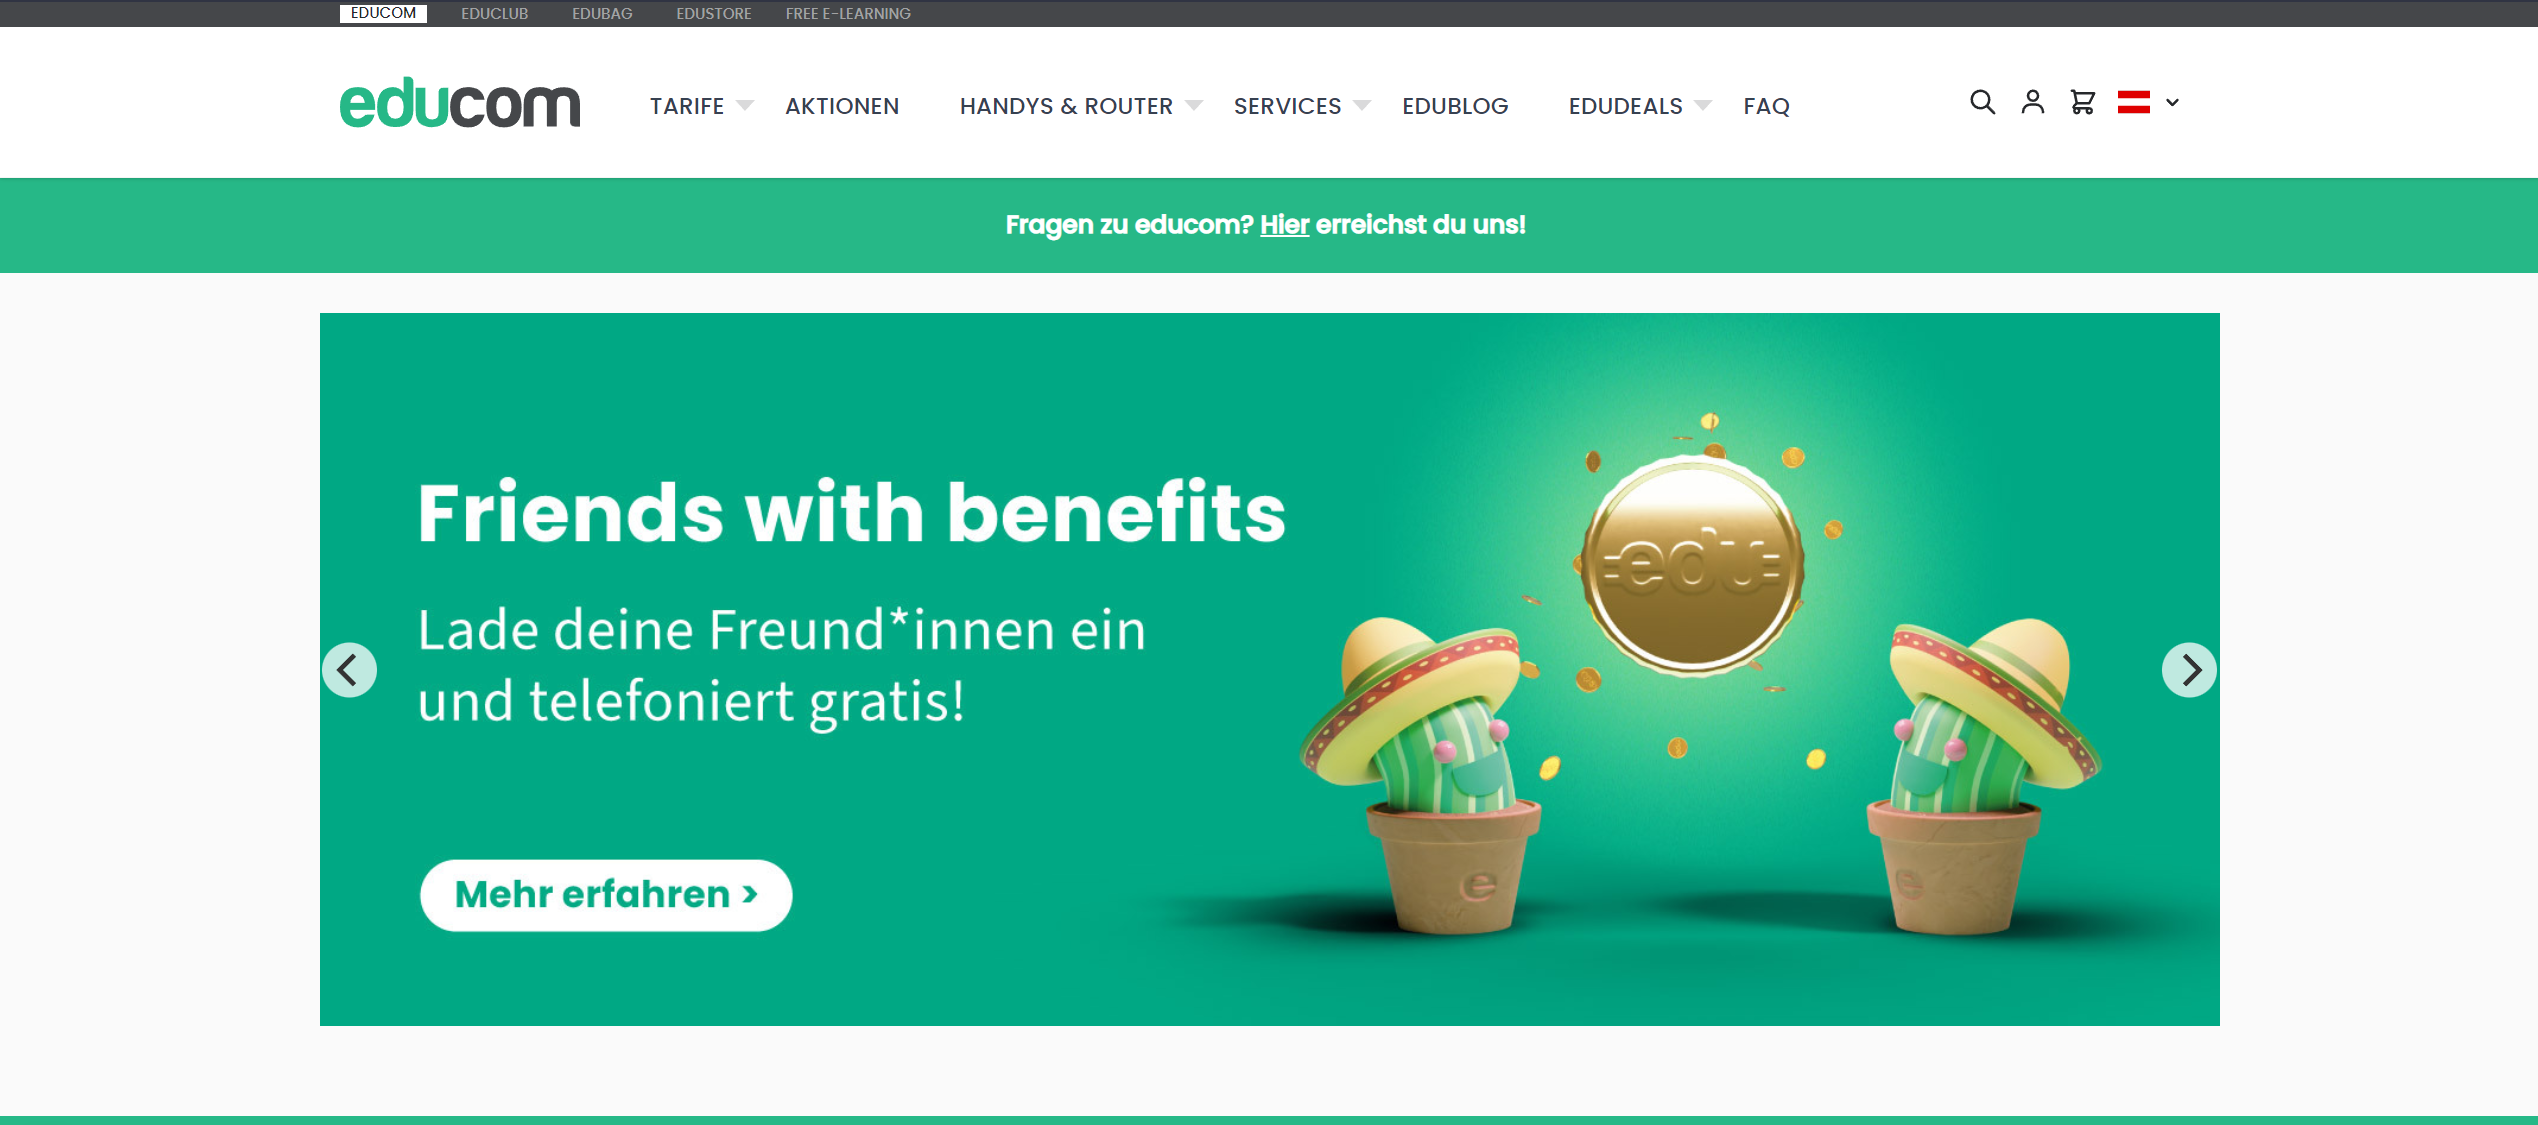 EDUCOM EDUCLUB EDUBAG EDUSTORE FREE E-LEARNING
educom TARIFE AKTIONEN HANDYS & ROUTER SERVICES EDUBLOG EDUDEALS FAQ
Fragen zu educom? Hier erreichst du uns!
Friends with benefits
edu
Lade deine Freund*innen ein
und telefoniert gratis!
Mehr erfahren >
e e